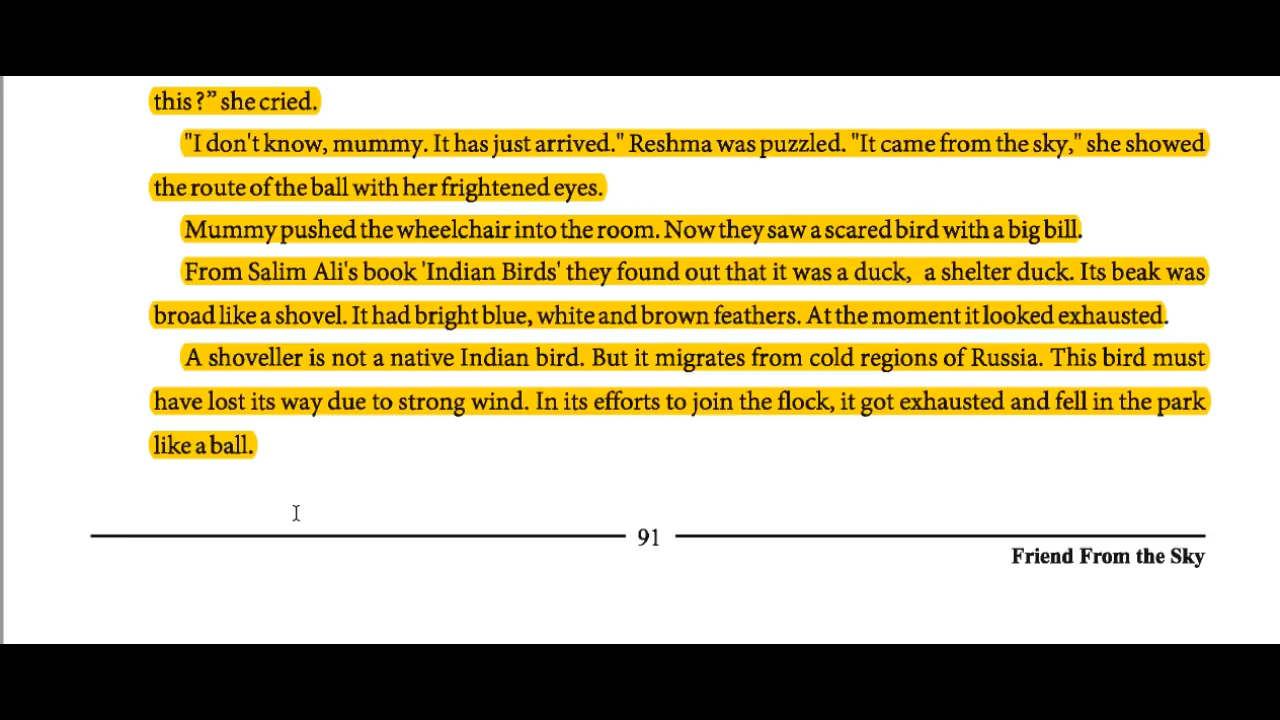 this ?” she cried.
"I don't know, mummy. It has just arrived." Reshma was puzzled. "It came from the sky," she showed
the route of the ball with her frightened eyes.
Mummy pushed the wheelchair into the room. Now they saw a scared bird with a big bill.
From Salim Ali's book 'Indian Birds' they found out that it was a duck, a shelter duck. Its beak was
broad like a shovel. It had bright blue, white and brown feathers. At the moment it looked exhausted.
A shoveller is not a native Indian bird. But it migrates from cold regions of Russia. This bird must
have lost its way due to strong wind. In its efforts to join the flock, it got exhausted and fell in the park
like a ball.
91
Friend From the Sky